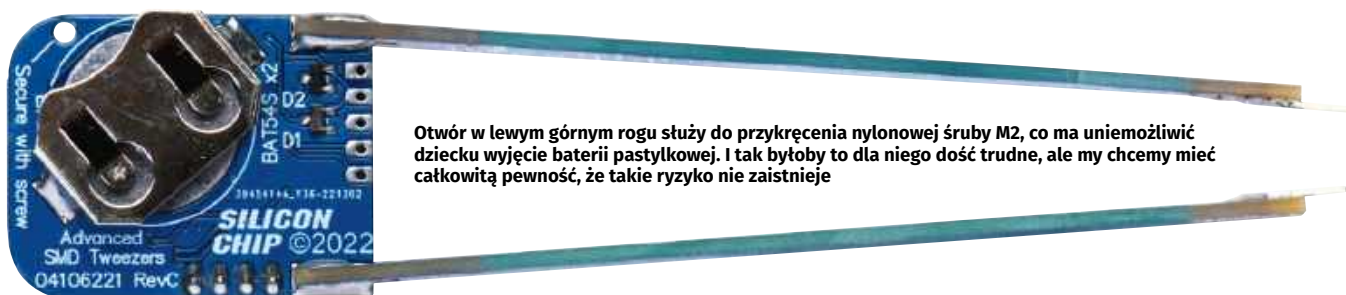 Secure with screw
BAT54S x2
D2
D1
Otwór w lewym górnym rogu służy do przykręcenia nylonowej śruby M2, co ma uniemożliwić
dziecku wyjęcie baterii pastylkowej. I tak byłoby to dla niego dość trudne, ale my chcemy mieć
całkowitą pewność, że takie ryzyko nie zaistnieje
SILICON
CHIP ©2022
Advanced
SMD Tweezers
04106221 RevC